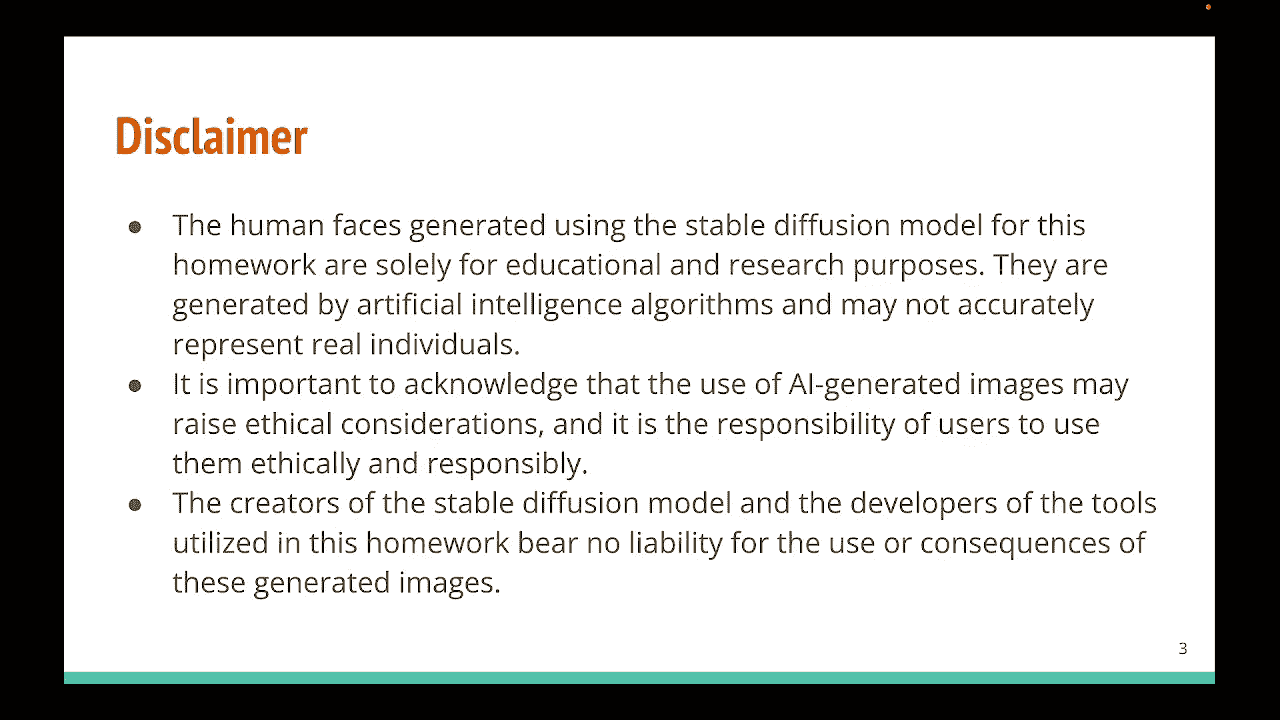 Disclaimer
● The human faces generated using the stable diffusion model for this
homework are solely for educational and research purposes. They are
generated by artificial intelligence algorithms and may not accurately
represent real individuals.
● It is important to acknowledge that the use of AI-generated images may
raise ethical considerations, and it is the responsibility of users to use
them ethically and responsibly.
● The creators of the stable diffusion model and the developers of the tools
utilized in this homework bear no liability for the use or consequences of
these generated images.
3